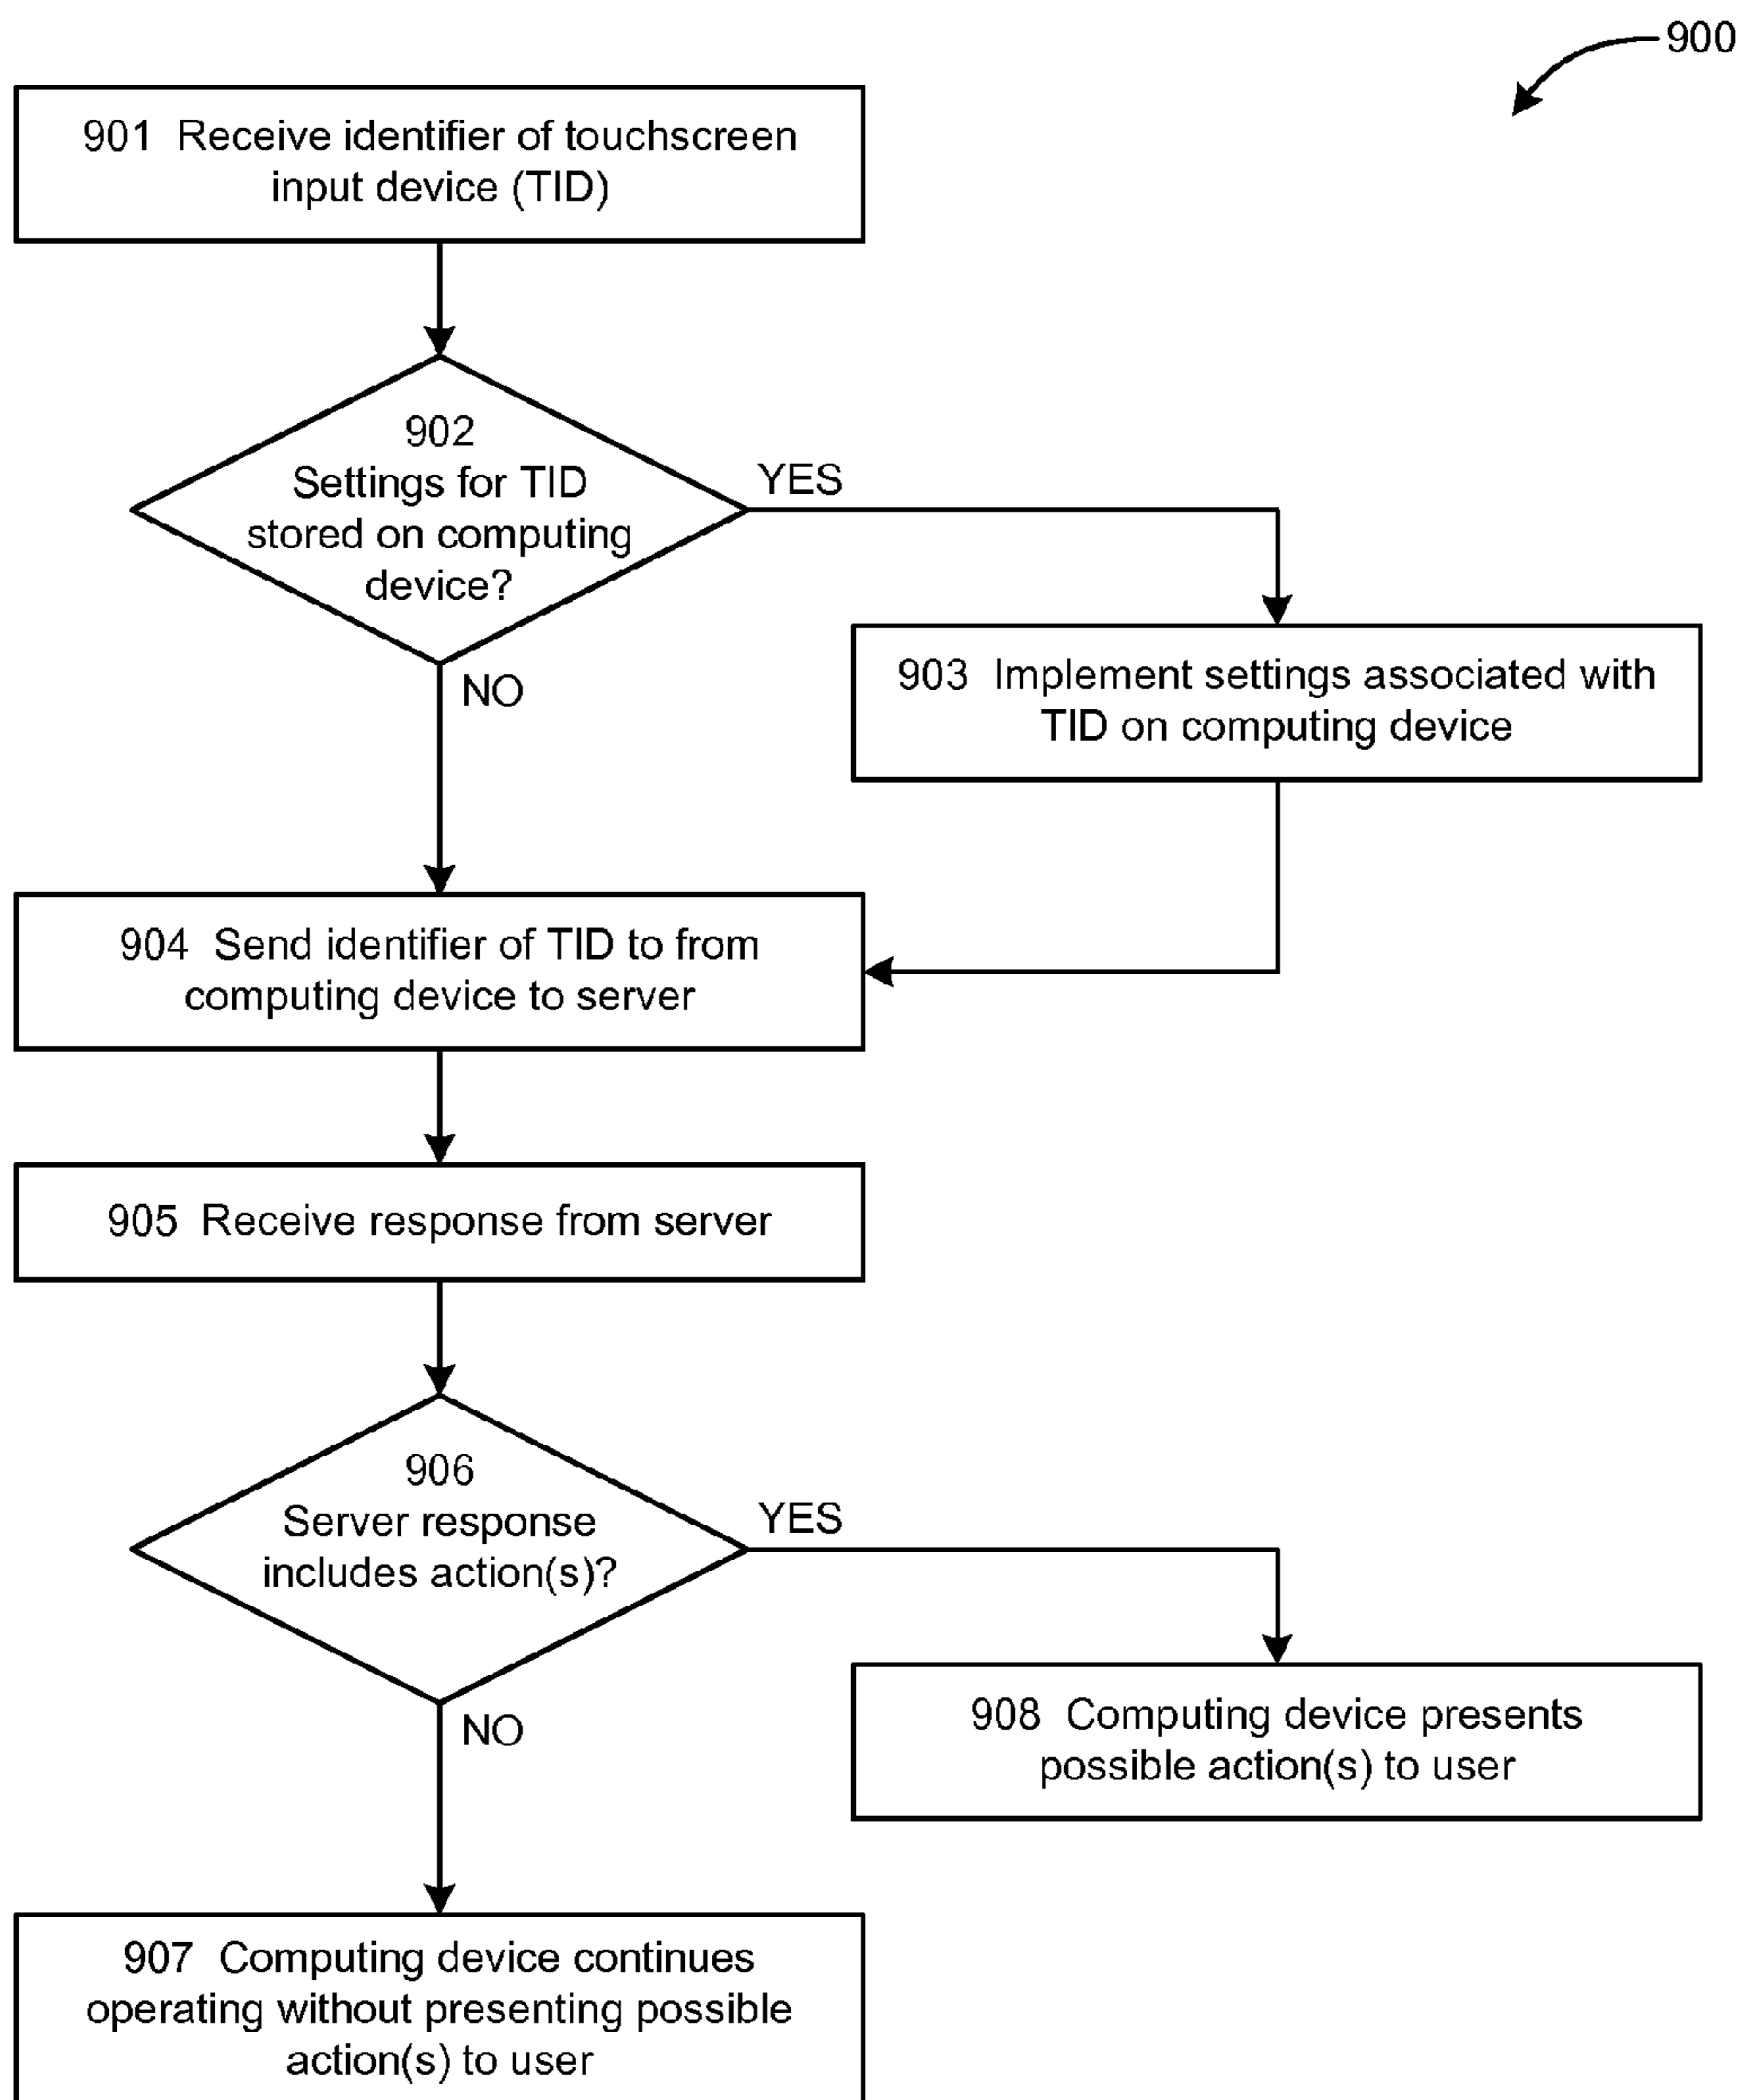 900
901 Receive identifier of touchscreen
input device (TID)
902
Settings for TID
stored on computing
device?
YES
903 Implement settings associated with
TID on computing device
NO
904 Send identifier of TID to from
computing device to server
905 Receive response from server
906
Server response
includes action(s)?
YES
908 Computing device presents
possible action(s) to user
NO
907 Computing device continues
operating without presenting possible
action(s) to user